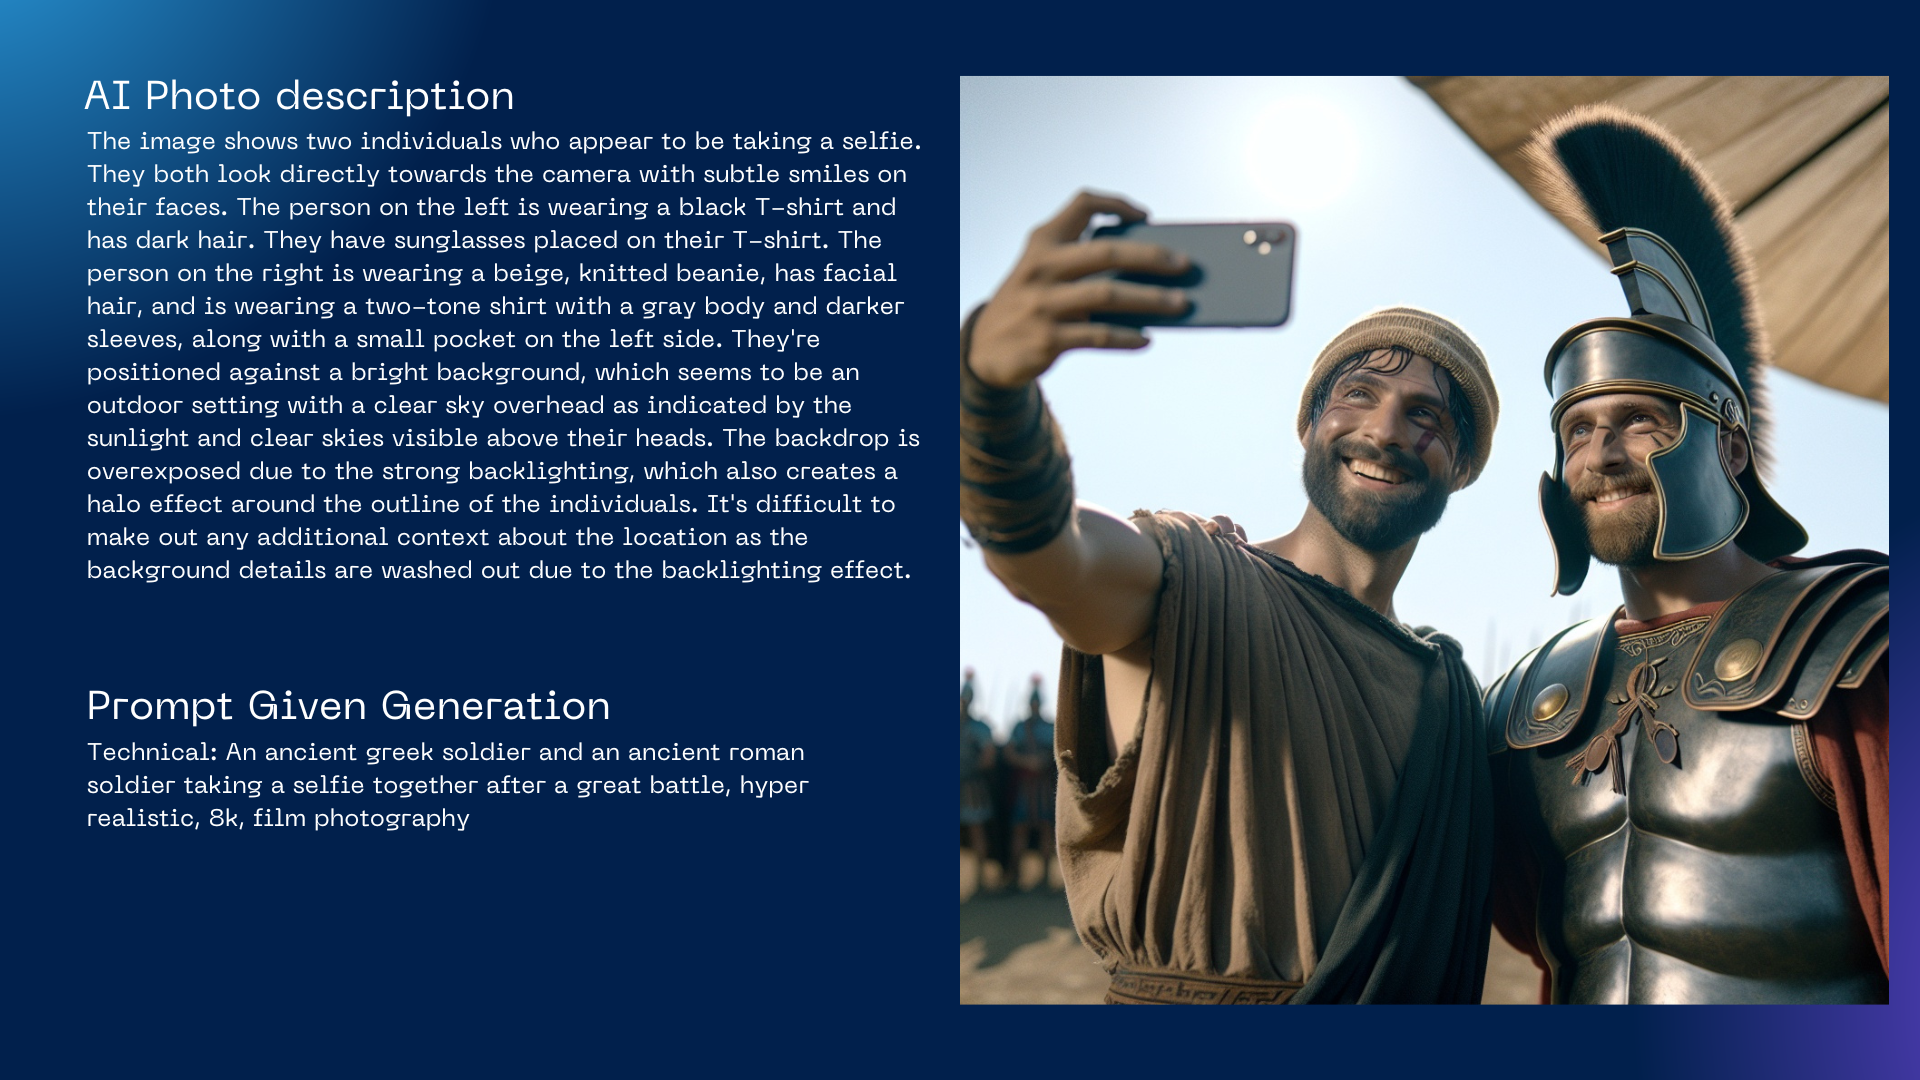 AI Photo description
The image shows two individuals who appear to be taking a selfie.
They both look directly towards the camera with subtle smiles on
their faces. The person on the left is wearing a black T-shirt and
has dark hair. They have sunglasses placed on their T-shirt. The
person on the right is wearing a beige, knitted beanie, has facial
hair, and is wearing a two-tone shirt with a gray body and darker
sleeves, along with a small pocket on the left side. They're
positioned against a bright background, which seems to be an
outdoor setting with a clear sky overhead as indicated by the
sunlight and clear skies visible above their heads. The backdrop is
overexposed due to the strong backlighting, which also creates a
halo effect around the outline of the individuals. It's difficult to
make out any additional context about the location as the
background details are washed out due to the backlighting effect.
Prompt Given Generation
Technical: An ancient greek soldier and an ancient roman
soldier taking a selfie together after a great battle, hyper
realistic, 8k, film photography